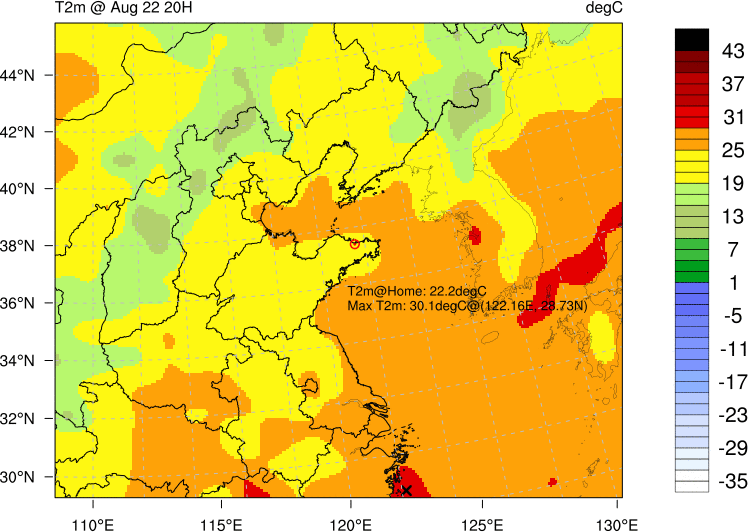 T2m @ Aug 22 20H
degC
44°N
42°N
40°N
38°N
36°N
34°N
32°N
30°N
110°E
115°E
120°E
125°E
130°E
T2m@Home: 22.2degC
Max T2m: 30.1degC@(122.16E, 28.73N)
43
37
31
25
19
13
7
1
-5
-11
-17
-23
-29
-35